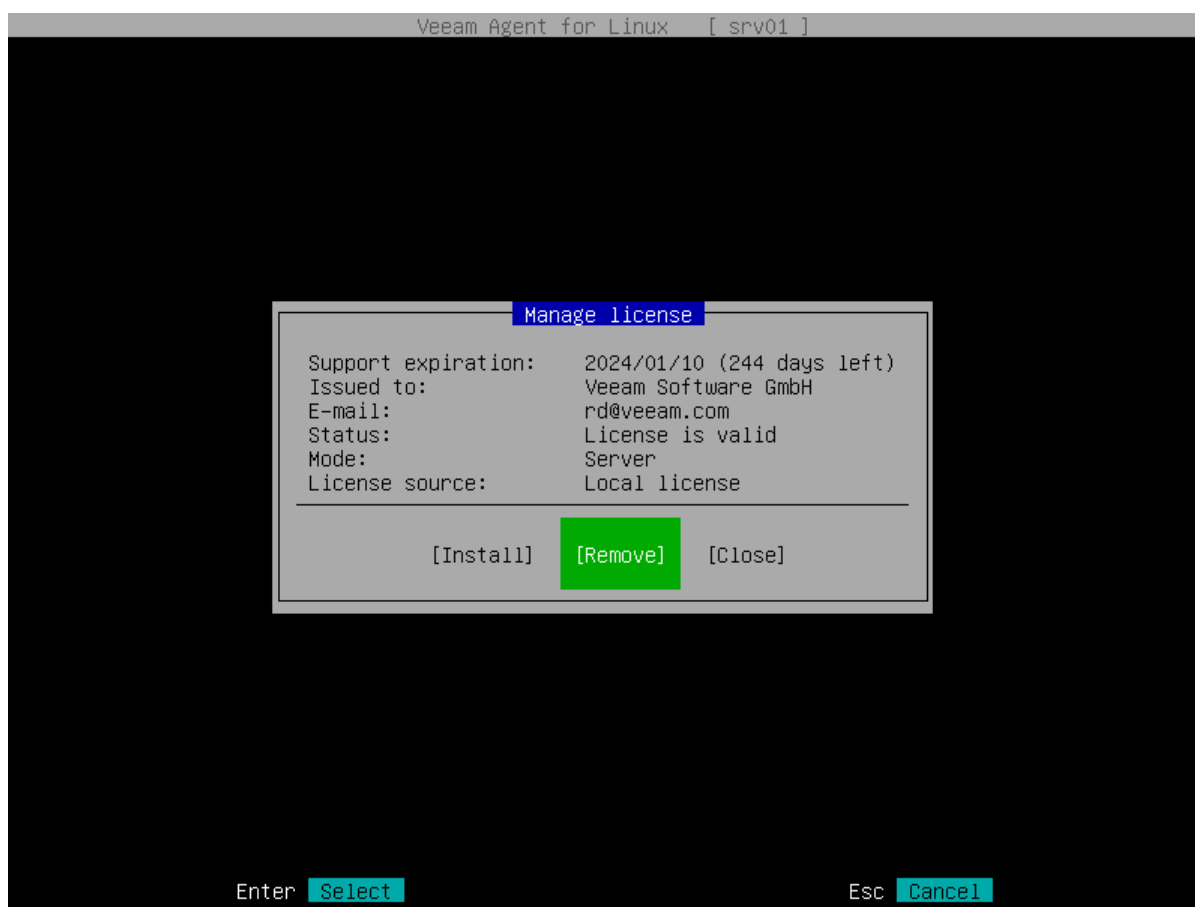 Veeam Agent for Linux [ srv01 ]
Manage license
Support expiration: 2024/01/10 (244 days left)
Issued to: Veeam Software GmbH
E-mail: rd@veeam.com
Status: License is valid
Mode: Server
License source: Local license
[Install] [Remove] [Close]
Enter Select Esc Cancel